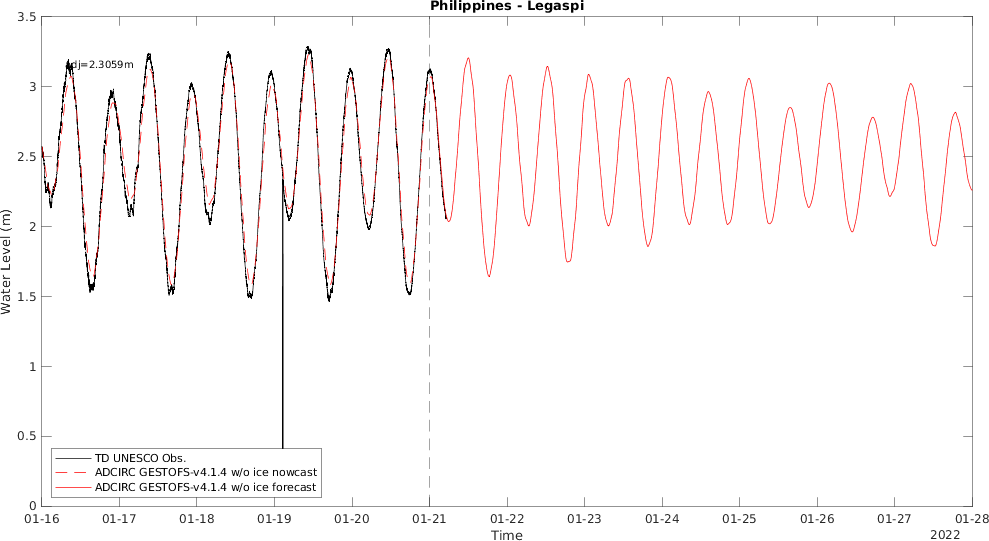 Philippines - Legaspi
3.5
3
2.5
2
1.5
1
0.5
0
Water Level (m)
dj=2.3059m
TD UNESCO Obs.
ADCIRC GESTOFS-v4.1.4 w/o ice nowcast
ADCIRC GESTOFS-v4.1.4 w/o ice forecast
01-16 01-17 01-18 01-19 01-20 01-21 01-22 01-23 01-24 01-25 01-26 01-27 01-28
Time
2022